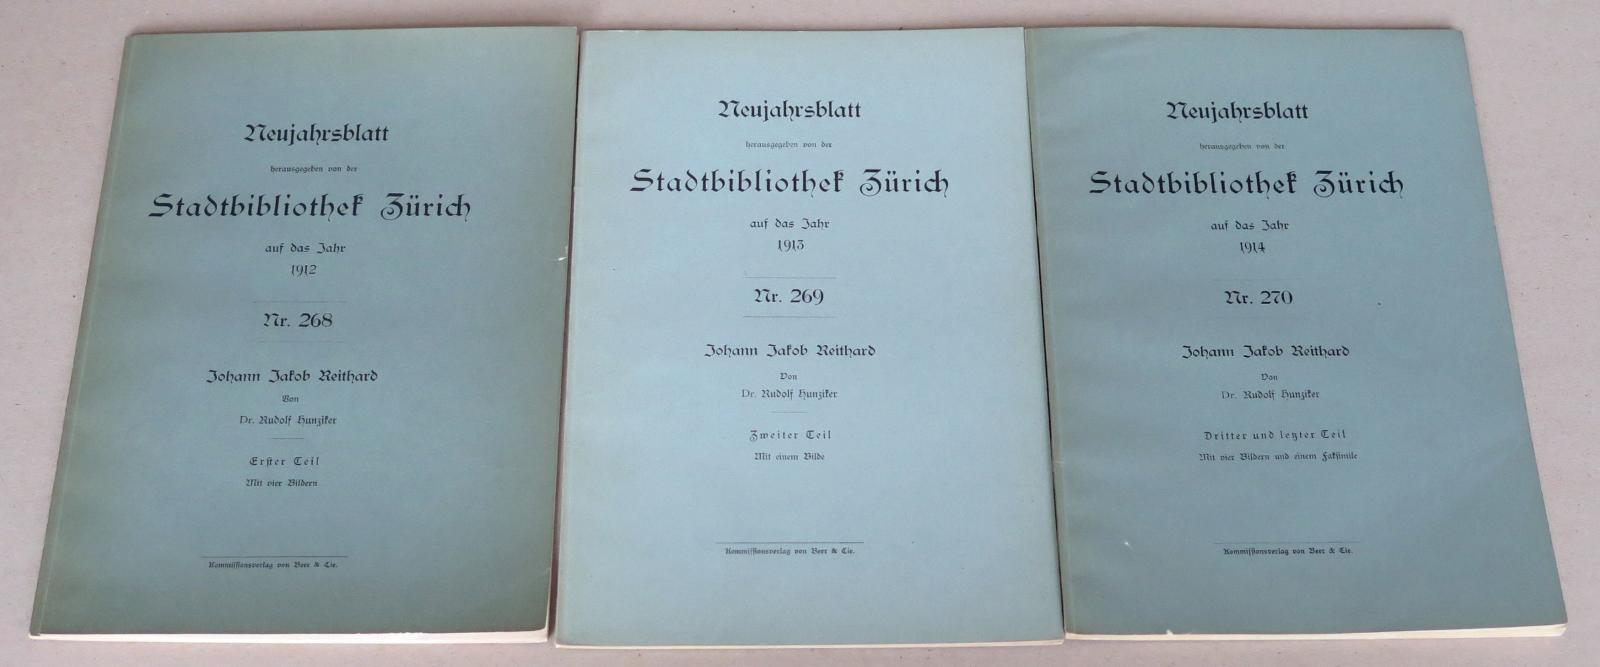 Neujahrsblatt
herausgegeben von der
Stadtbibliothek Zürich
auf das Jahr
1912
Nr. 268
Johann Jakob Reithard
Von
Dr. Rudolf Hunziker
Erster Teil
Mit vier Bildern
Kommissionsverlag von Beer & Cie.
Neujahrsblatt
herausgegeben von der
Stadtbibliothek Zürich
auf das Jahr
1913
Nr. 269
Johann Jakob Reithard
Von
Dr. Rudolf Hunziker
Zweiter Teil
Mit einem Bilde
Kommissionsverlag von Beer & Cie.
Neujahrsblatt
herausgegeben von der
Stadtbibliothek Zürich
auf das Jahr
1914
Nr. 270
Johann Jakob Reithard
Von
Dr. Rudolf Hunziker
Dritter und letzter Teil
Mit vier Bildern und einem Faksimile
Kommissionsverlag von Beer & Cie.